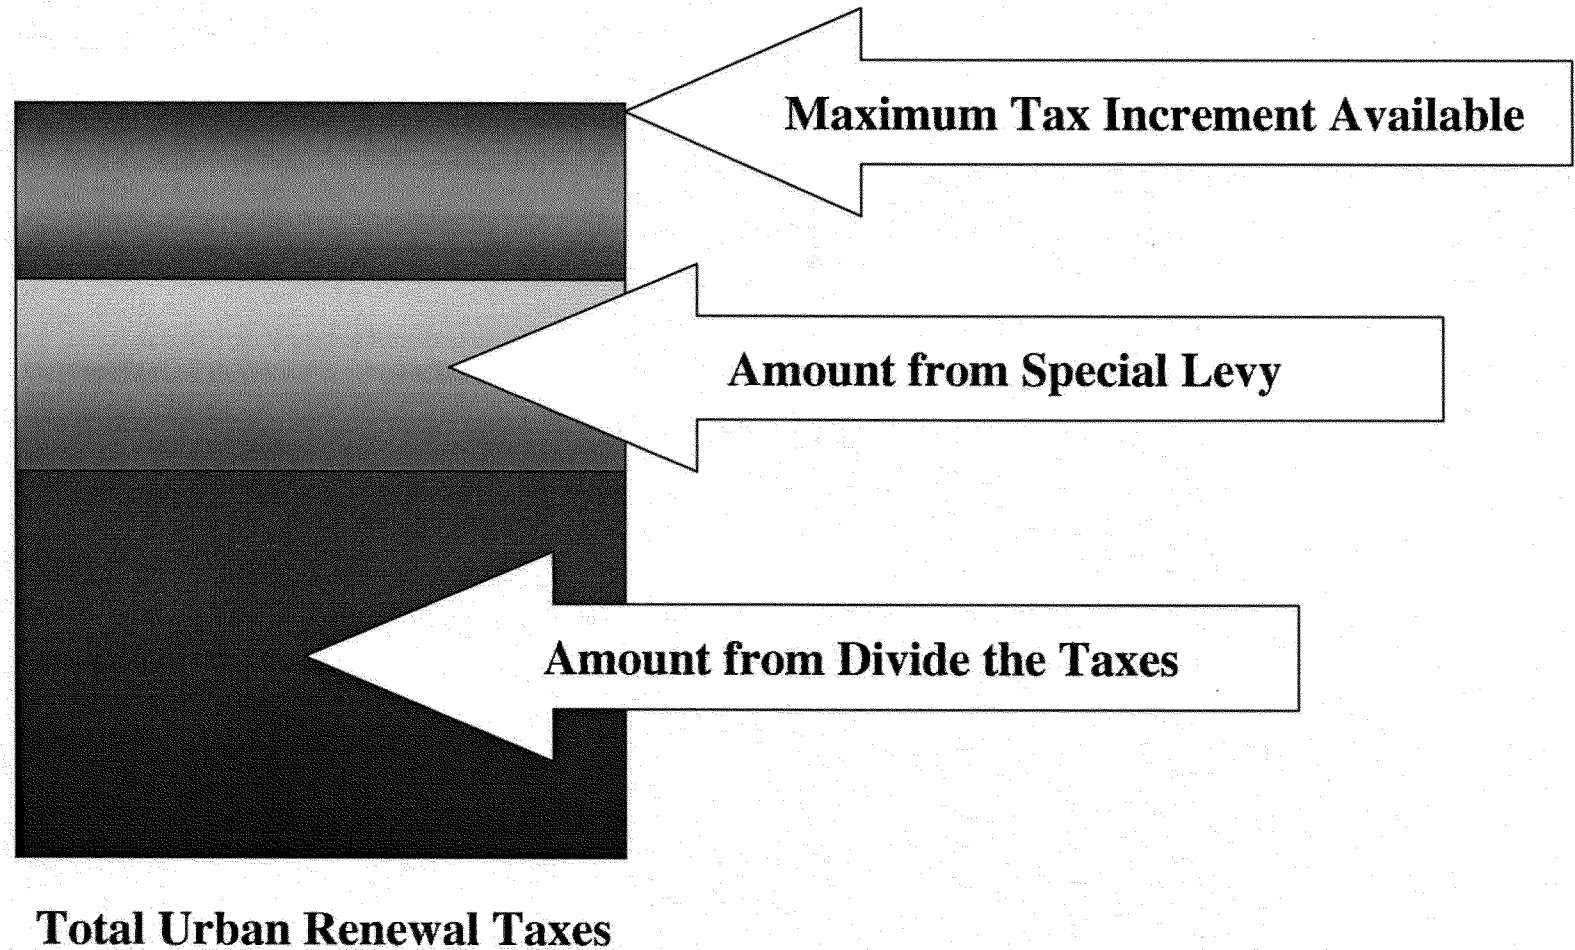 Maximum Tax Increment Available
Amount from Special Levy
Amount from Divide the Taxes
Total Urban Renewal Taxes